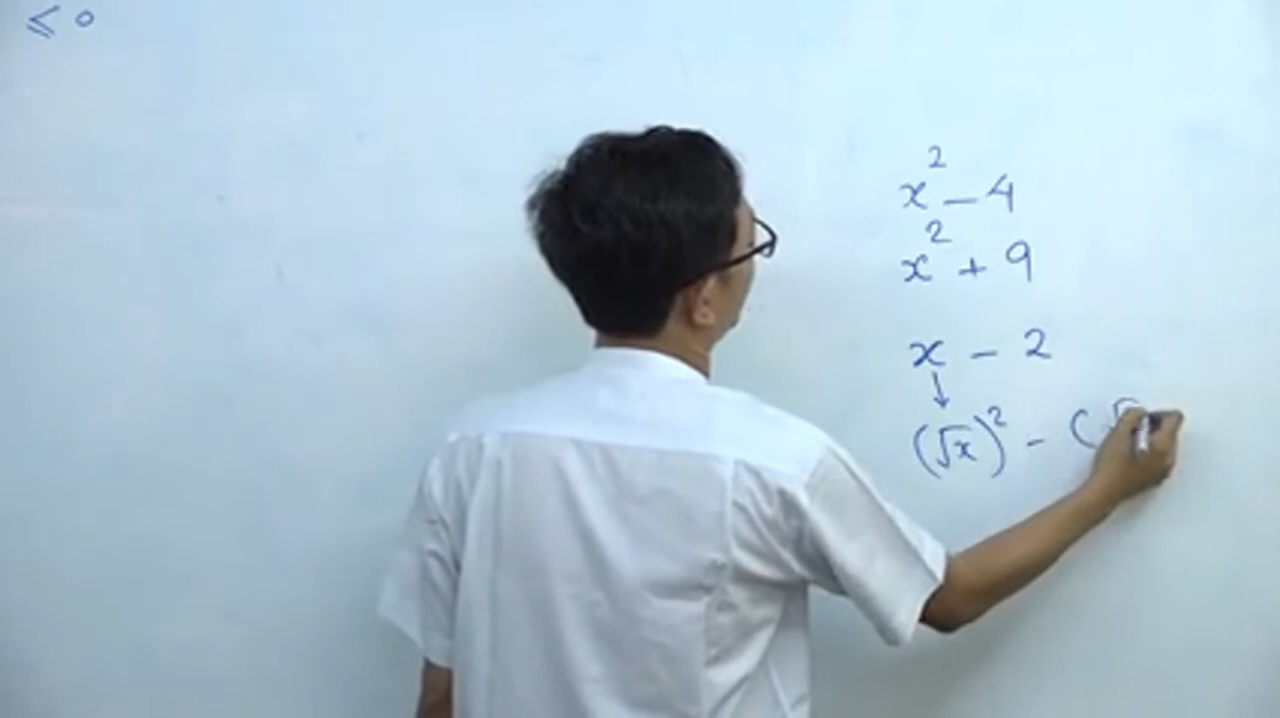 ≤ 0
x² - 4
x² + 9
x - 2
↓
(√x)² - (√